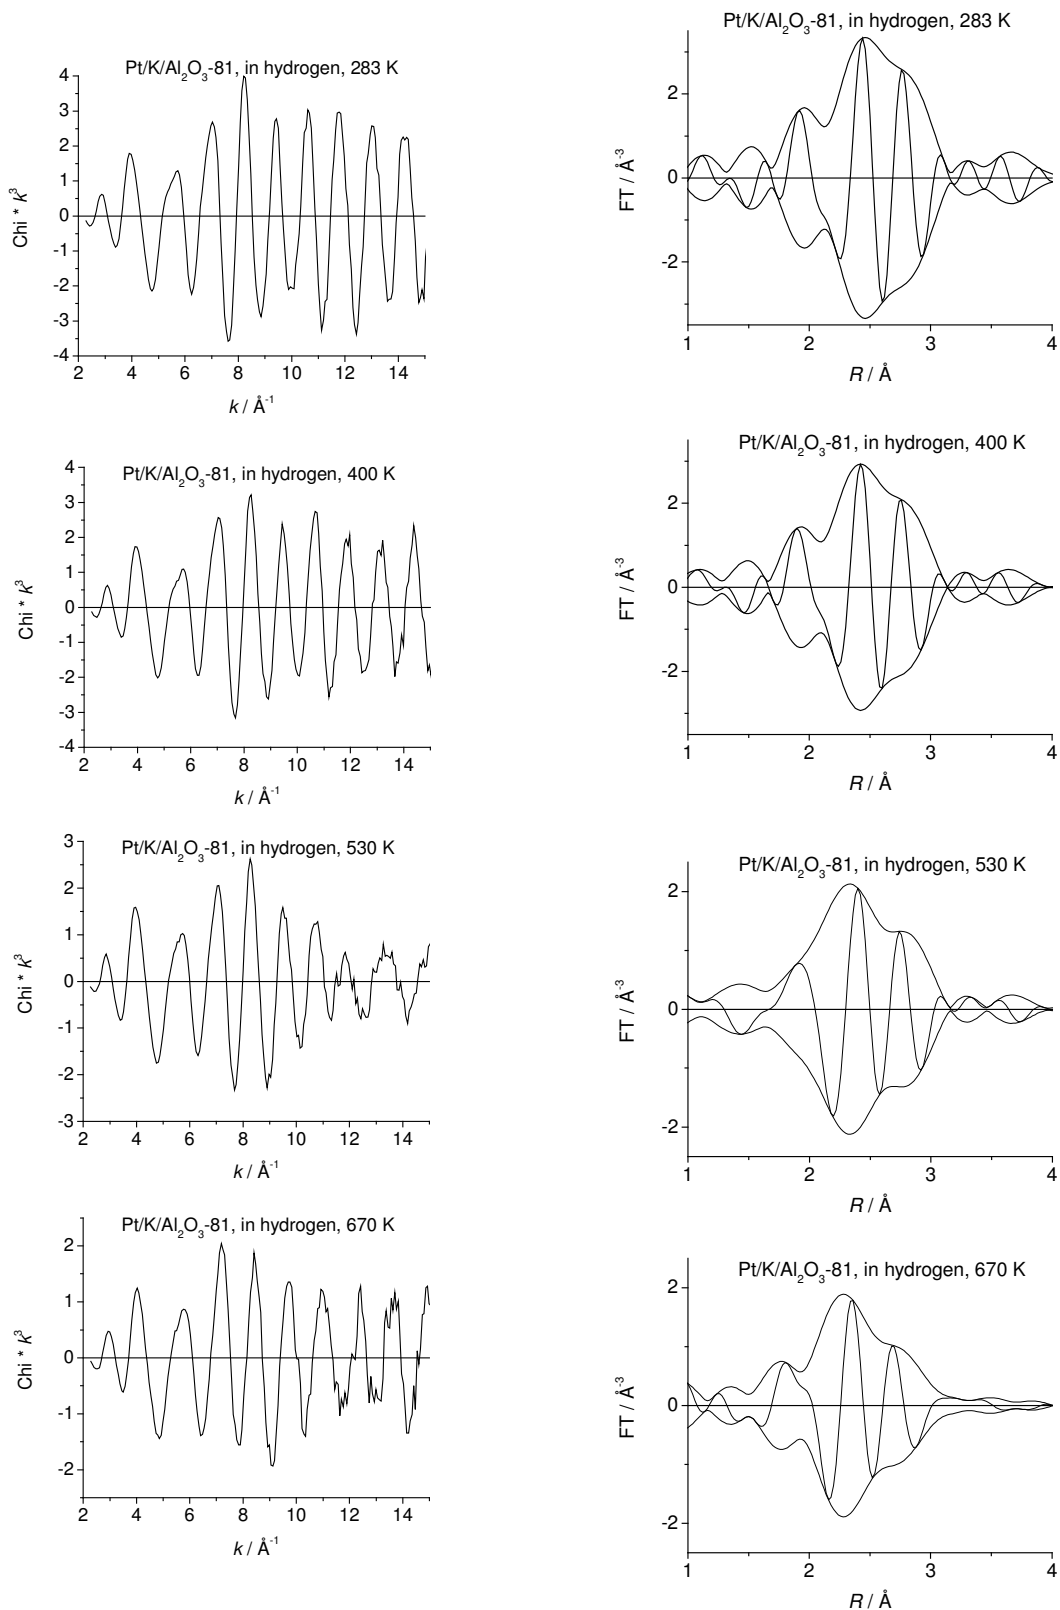 Pt/K/Al₂O₃-81, in hydrogen, 283 K
4
3
2
1
0
-1
-2
-3
-4
Chi * k³
2 4 6 8 10 12 14
k / Å⁻¹
Pt/K/Al₂O₃-81, in hydrogen, 283 K
2
0
-2
FT / Å⁻³
1 2 3 4
R / Å
Pt/K/Al₂O₃-81, in hydrogen, 400 K
4
3
2
1
0
-1
-2
-3
-4
Chi * k³
2 4 6 8 10 12 14
k / Å⁻¹
Pt/K/Al₂O₃-81, in hydrogen, 400 K
2
0
-2
FT / Å⁻³
1 2 3 4
R / Å
Pt/K/Al₂O₃-81, in hydrogen, 530 K
3
2
1
0
-1
-2
-3
Chi * k³
2 4 6 8 10 12 14
k / Å⁻¹
Pt/K/Al₂O₃-81, in hydrogen, 530 K
2
0
-2
FT / Å⁻³
1 2 3 4
R / Å
Pt/K/Al₂O₃-81, in hydrogen, 670 K
2
1
0
-1
-2
Chi * k³
2 4 6 8 10 12 14
k / Å⁻¹
Pt/K/Al₂O₃-81, in hydrogen, 670 K
2
0
-2
FT / Å⁻³
1 2 3 4
R / Å